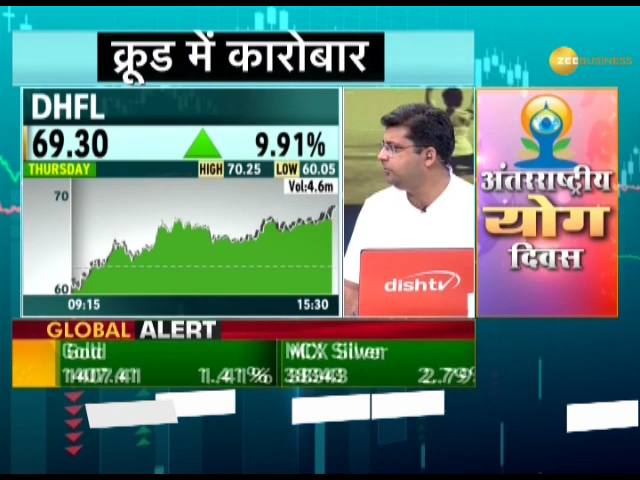 क्रूड में कारोबार
ZEE BUSINESS
DHFL
69.30 9.91%
THURSDAY HIGH 70.25 LOW 60.05
Vol:4.6m
70
60
09:15 15:30
dishtv
अंतरराष्ट्रीय
योग
दिवस
GLOBAL ALERT
Gold MCX Silver
1.41%